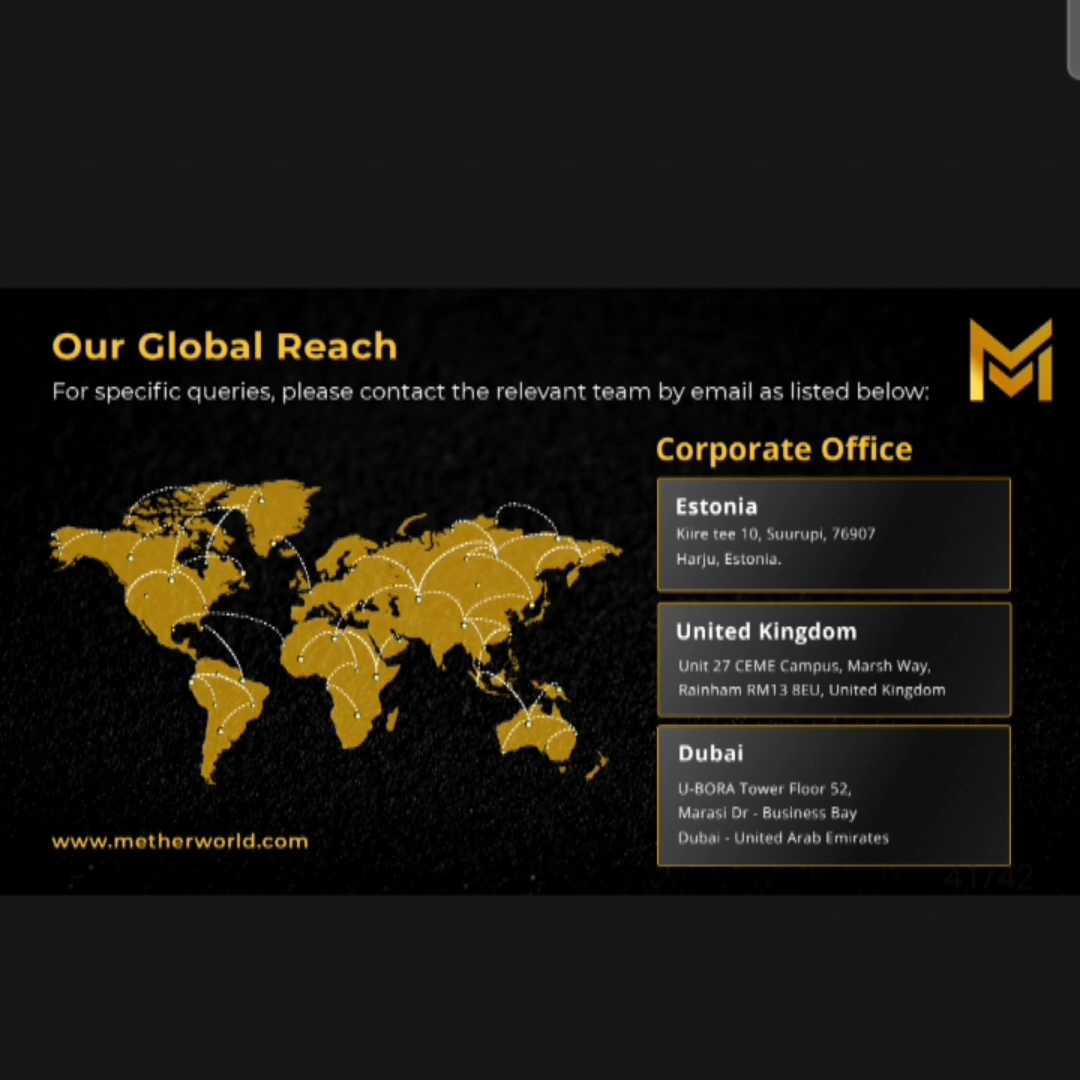 Our Global Reach
For specific queries, please contact the relevant team by email as listed below:
Corporate Office
Estonia
Kiire tee 10, Suurupi, 76907
Harju, Estonia.
United Kingdom
Unit 27 CEME Campus, Marsh Way,
Rainham RM13 8EU, United Kingdom
Dubai
U-BORA Tower Floor 52,
Marasi Dr - Business Bay
Dubai - United Arab Emirates
www.metherworld.com
41/42